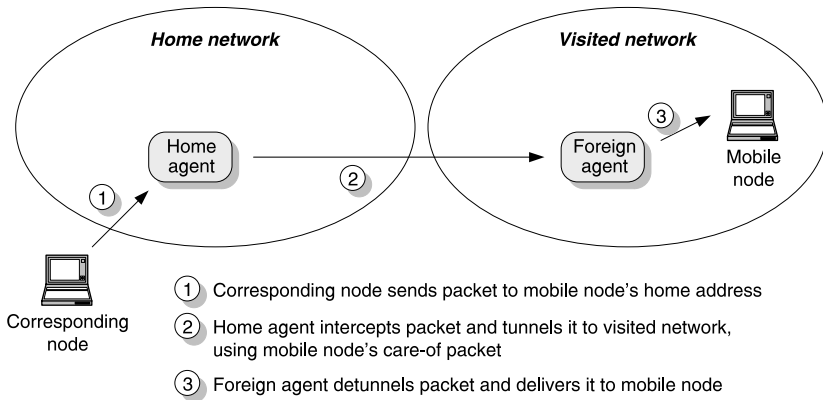 Home network
Visited network
Home
agent
2
Foreign
agent
3
Mobile
node
1
Corresponding
node
1 Corresponding node sends packet to mobile node's home address
2 Home agent intercepts packet and tunnels it to visited network,
using mobile node's care-of packet
3 Foreign agent detunnels packet and delivers it to mobile node